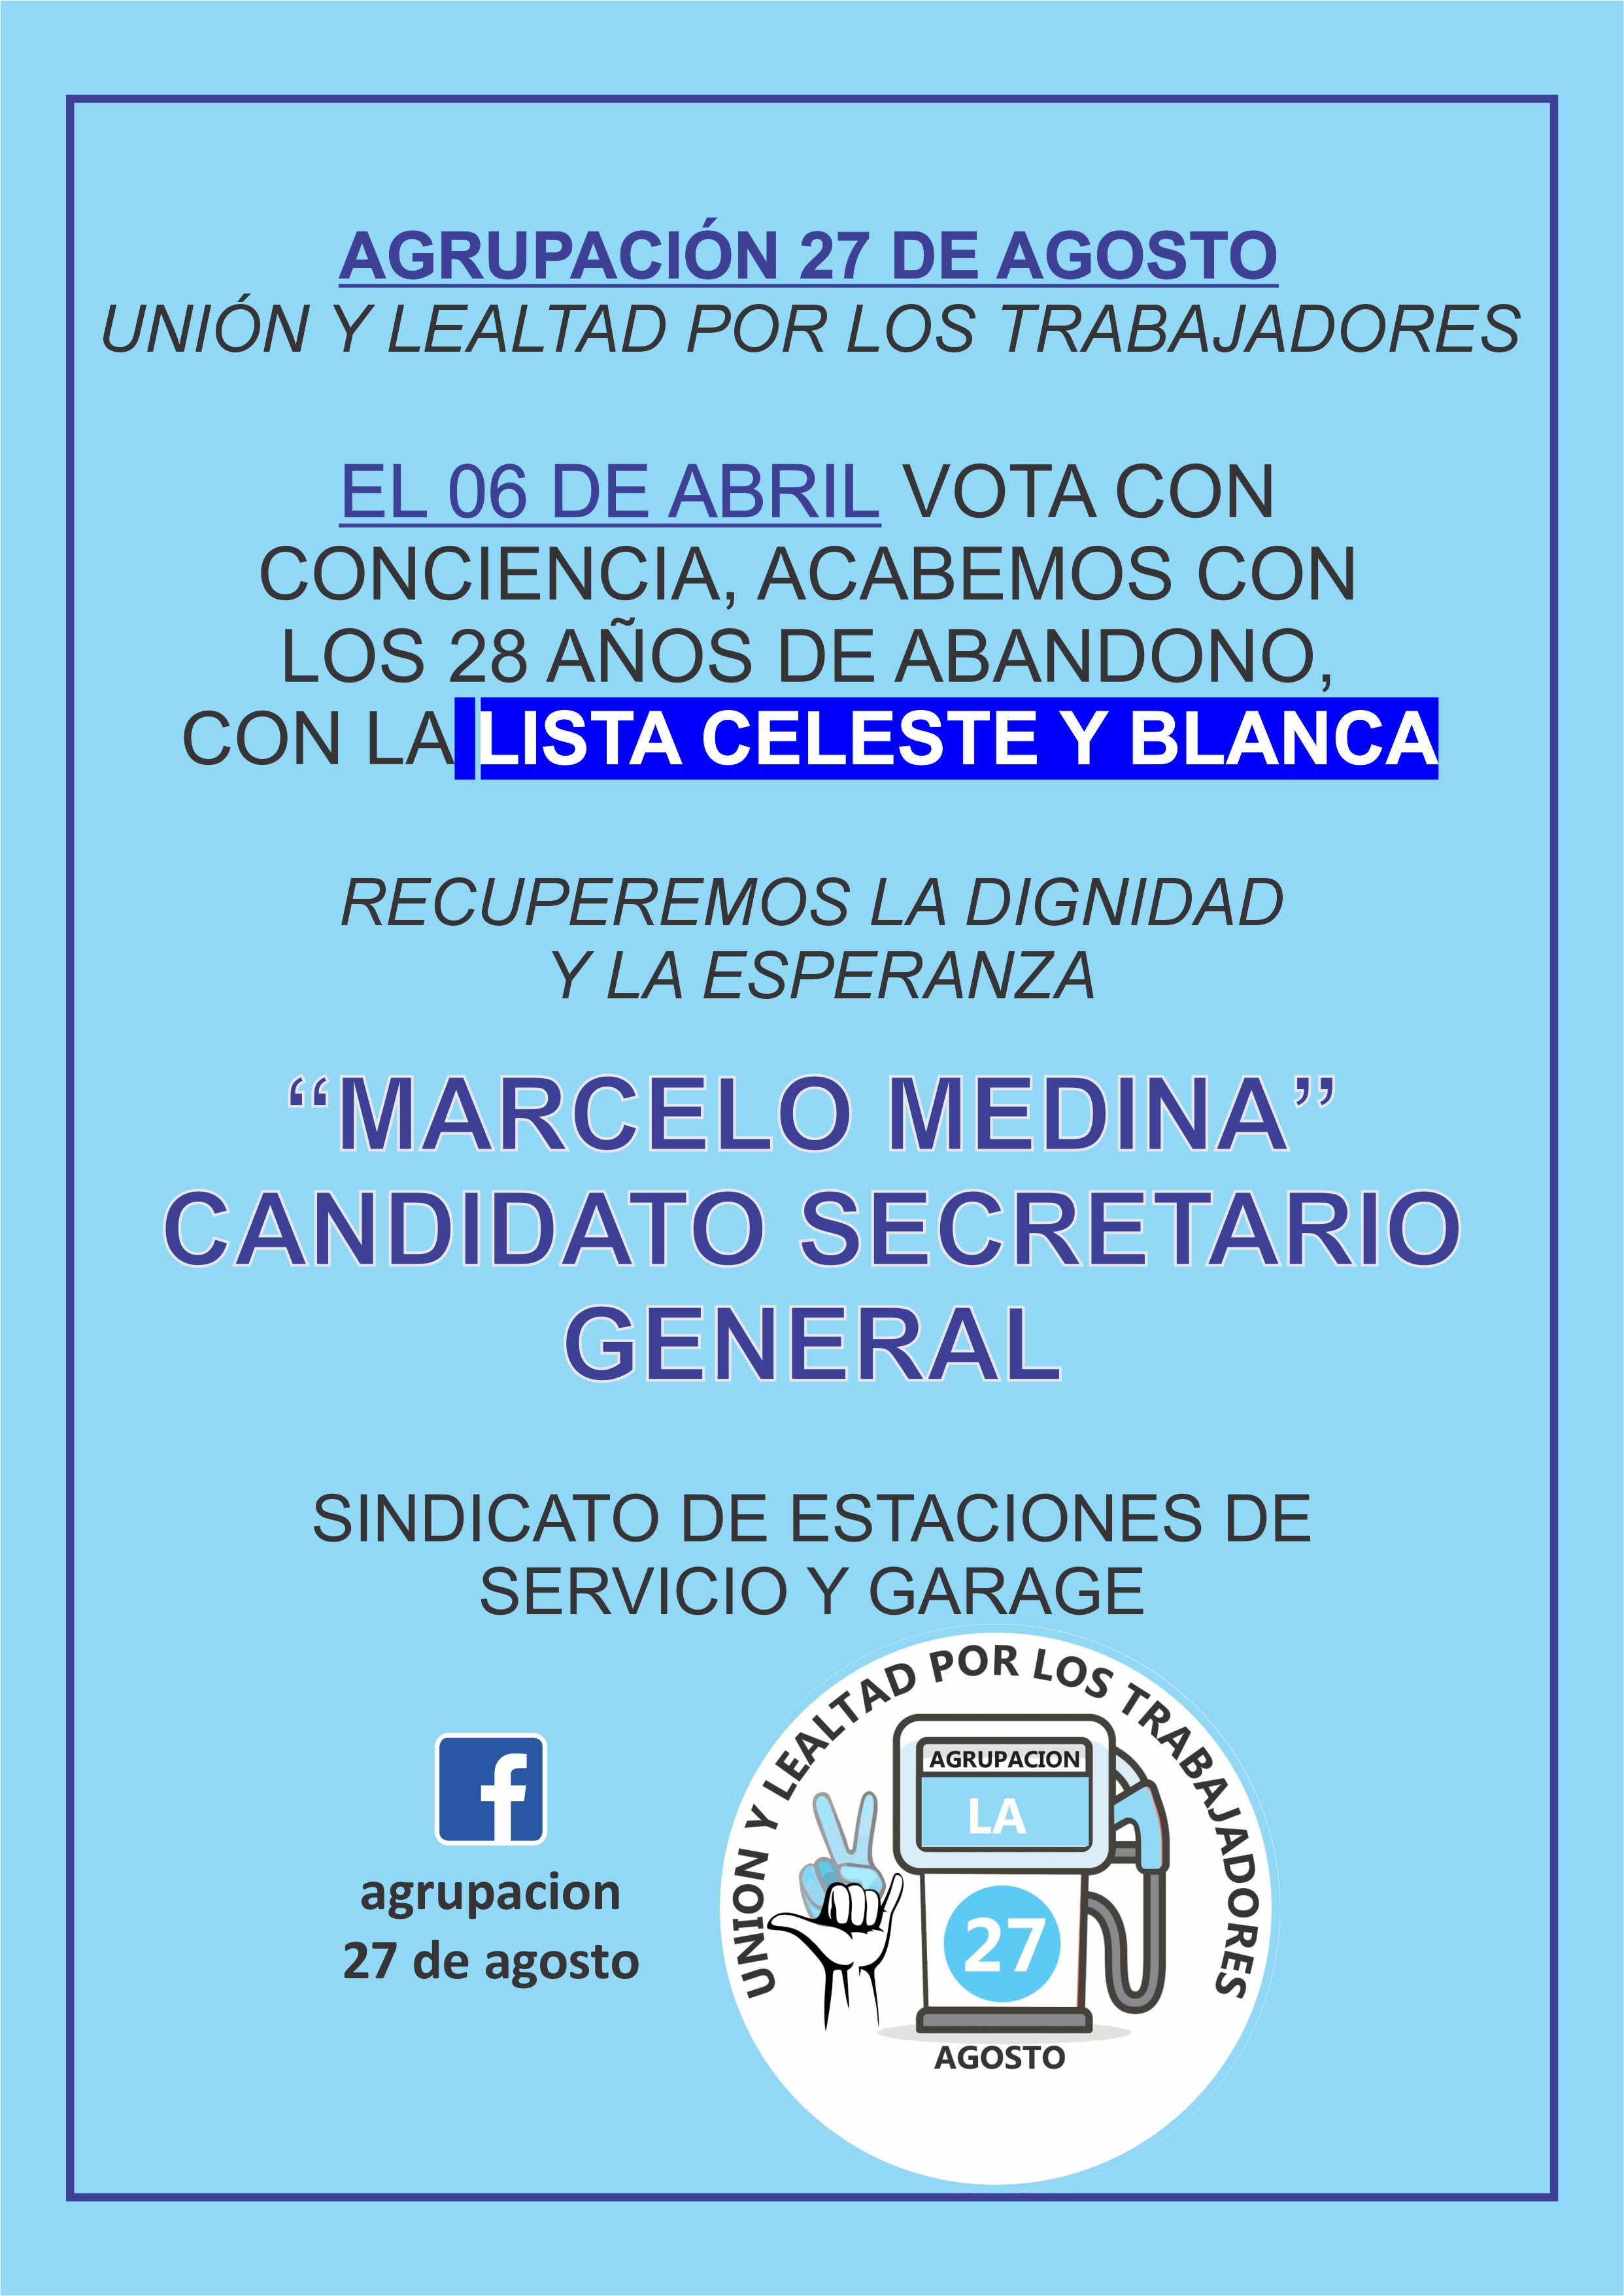 AGRUPACIÓN 27 DE AGOSTO
UNIÓN Y LEALTAD POR LOS TRABAJADORES
EL 06 DE ABRIL VOTA CON
CONCIENCIA, ACABEMOS CON
LOS 28 AÑOS DE ABANDONO,
CON LA LISTA CELESTE Y BLANCA
RECUPEREMOS LA DIGNIDAD
Y LA ESPERANZA
“MARCELO MEDINA”
CANDIDATO SECRETARIO
GENERAL
SINDICATO DE ESTACIONES DE
SERVICIO Y GARAGE
f
agrupacion
27 de agosto
UNION Y LEALTAD POR LOS TRABAJADORES
AGRUPACION
LA
27
AGOSTO